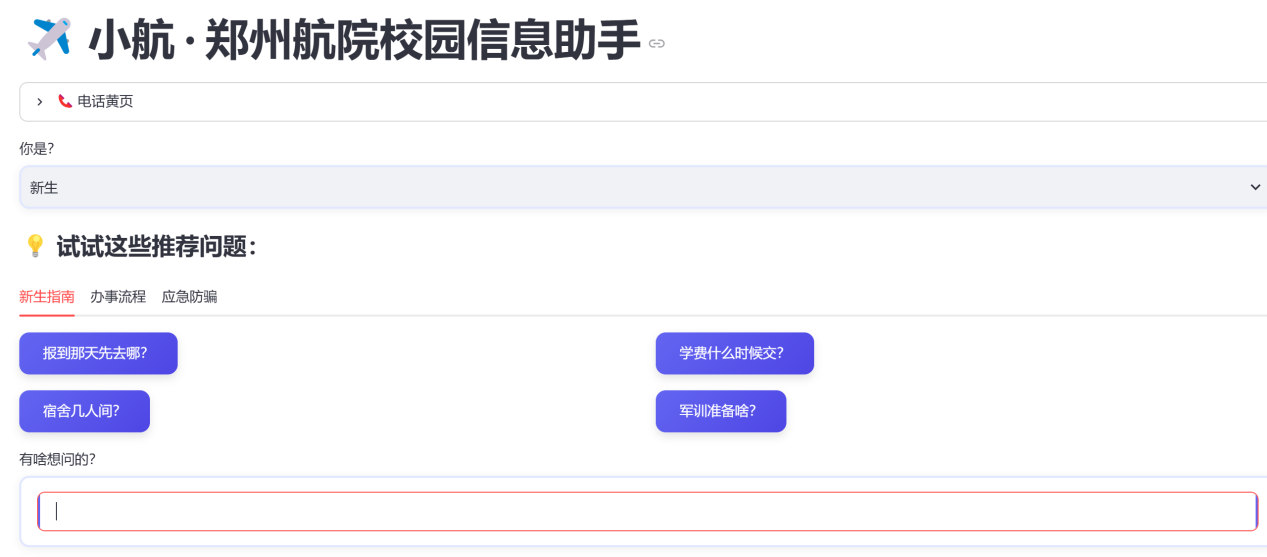 小航 · 郑州航院校园信息助手
电话黄页
你是？
新生
试试这些推荐问题：
新生指南 办事流程 应急防骗
报到那天先去哪？ 学费什么时候交？
宿舍几人间？ 军训准备啥？
有啥想问的？